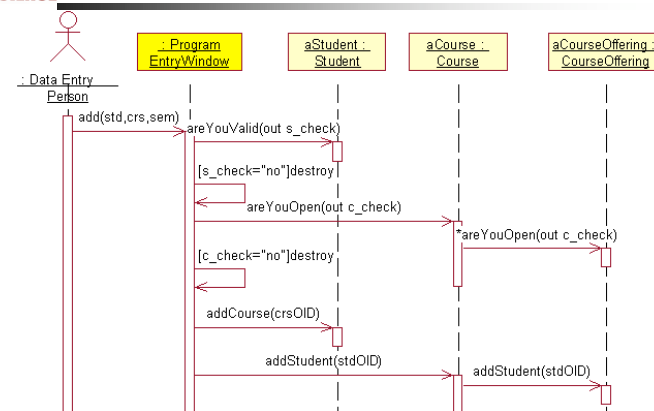 : Program
EntryWindow
aStudent :
Student
aCourse :
Course
aCourseOffering :
CourseOffering
: Data Entry
Person
add(std,crs,sem)
areYouValid(out s_check)
[s_check="no"]destroy
areYouOpen(out c_check)
*areYouOpen(out c_check)
[c_check="no"]destroy
addCourse(crsOID)
addStudent(stdOID)
addStudent(stdOID)